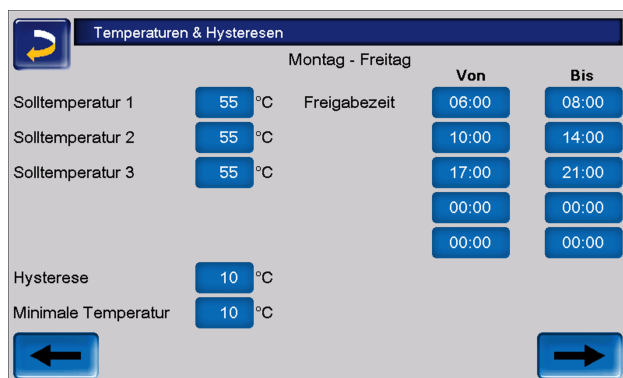 Temperaturen & Hysteresen
Montag - Freitag
Von Bis
Solltemperatur 1 55 °C Freigabezeit 06:00 08:00
Solltemperatur 2 55 °C 10:00 14:00
Solltemperatur 3 55 °C 17:00 21:00
00:00 00:00
00:00 00:00
Hysterese 10 °C
Minimale Temperatur 10 °C